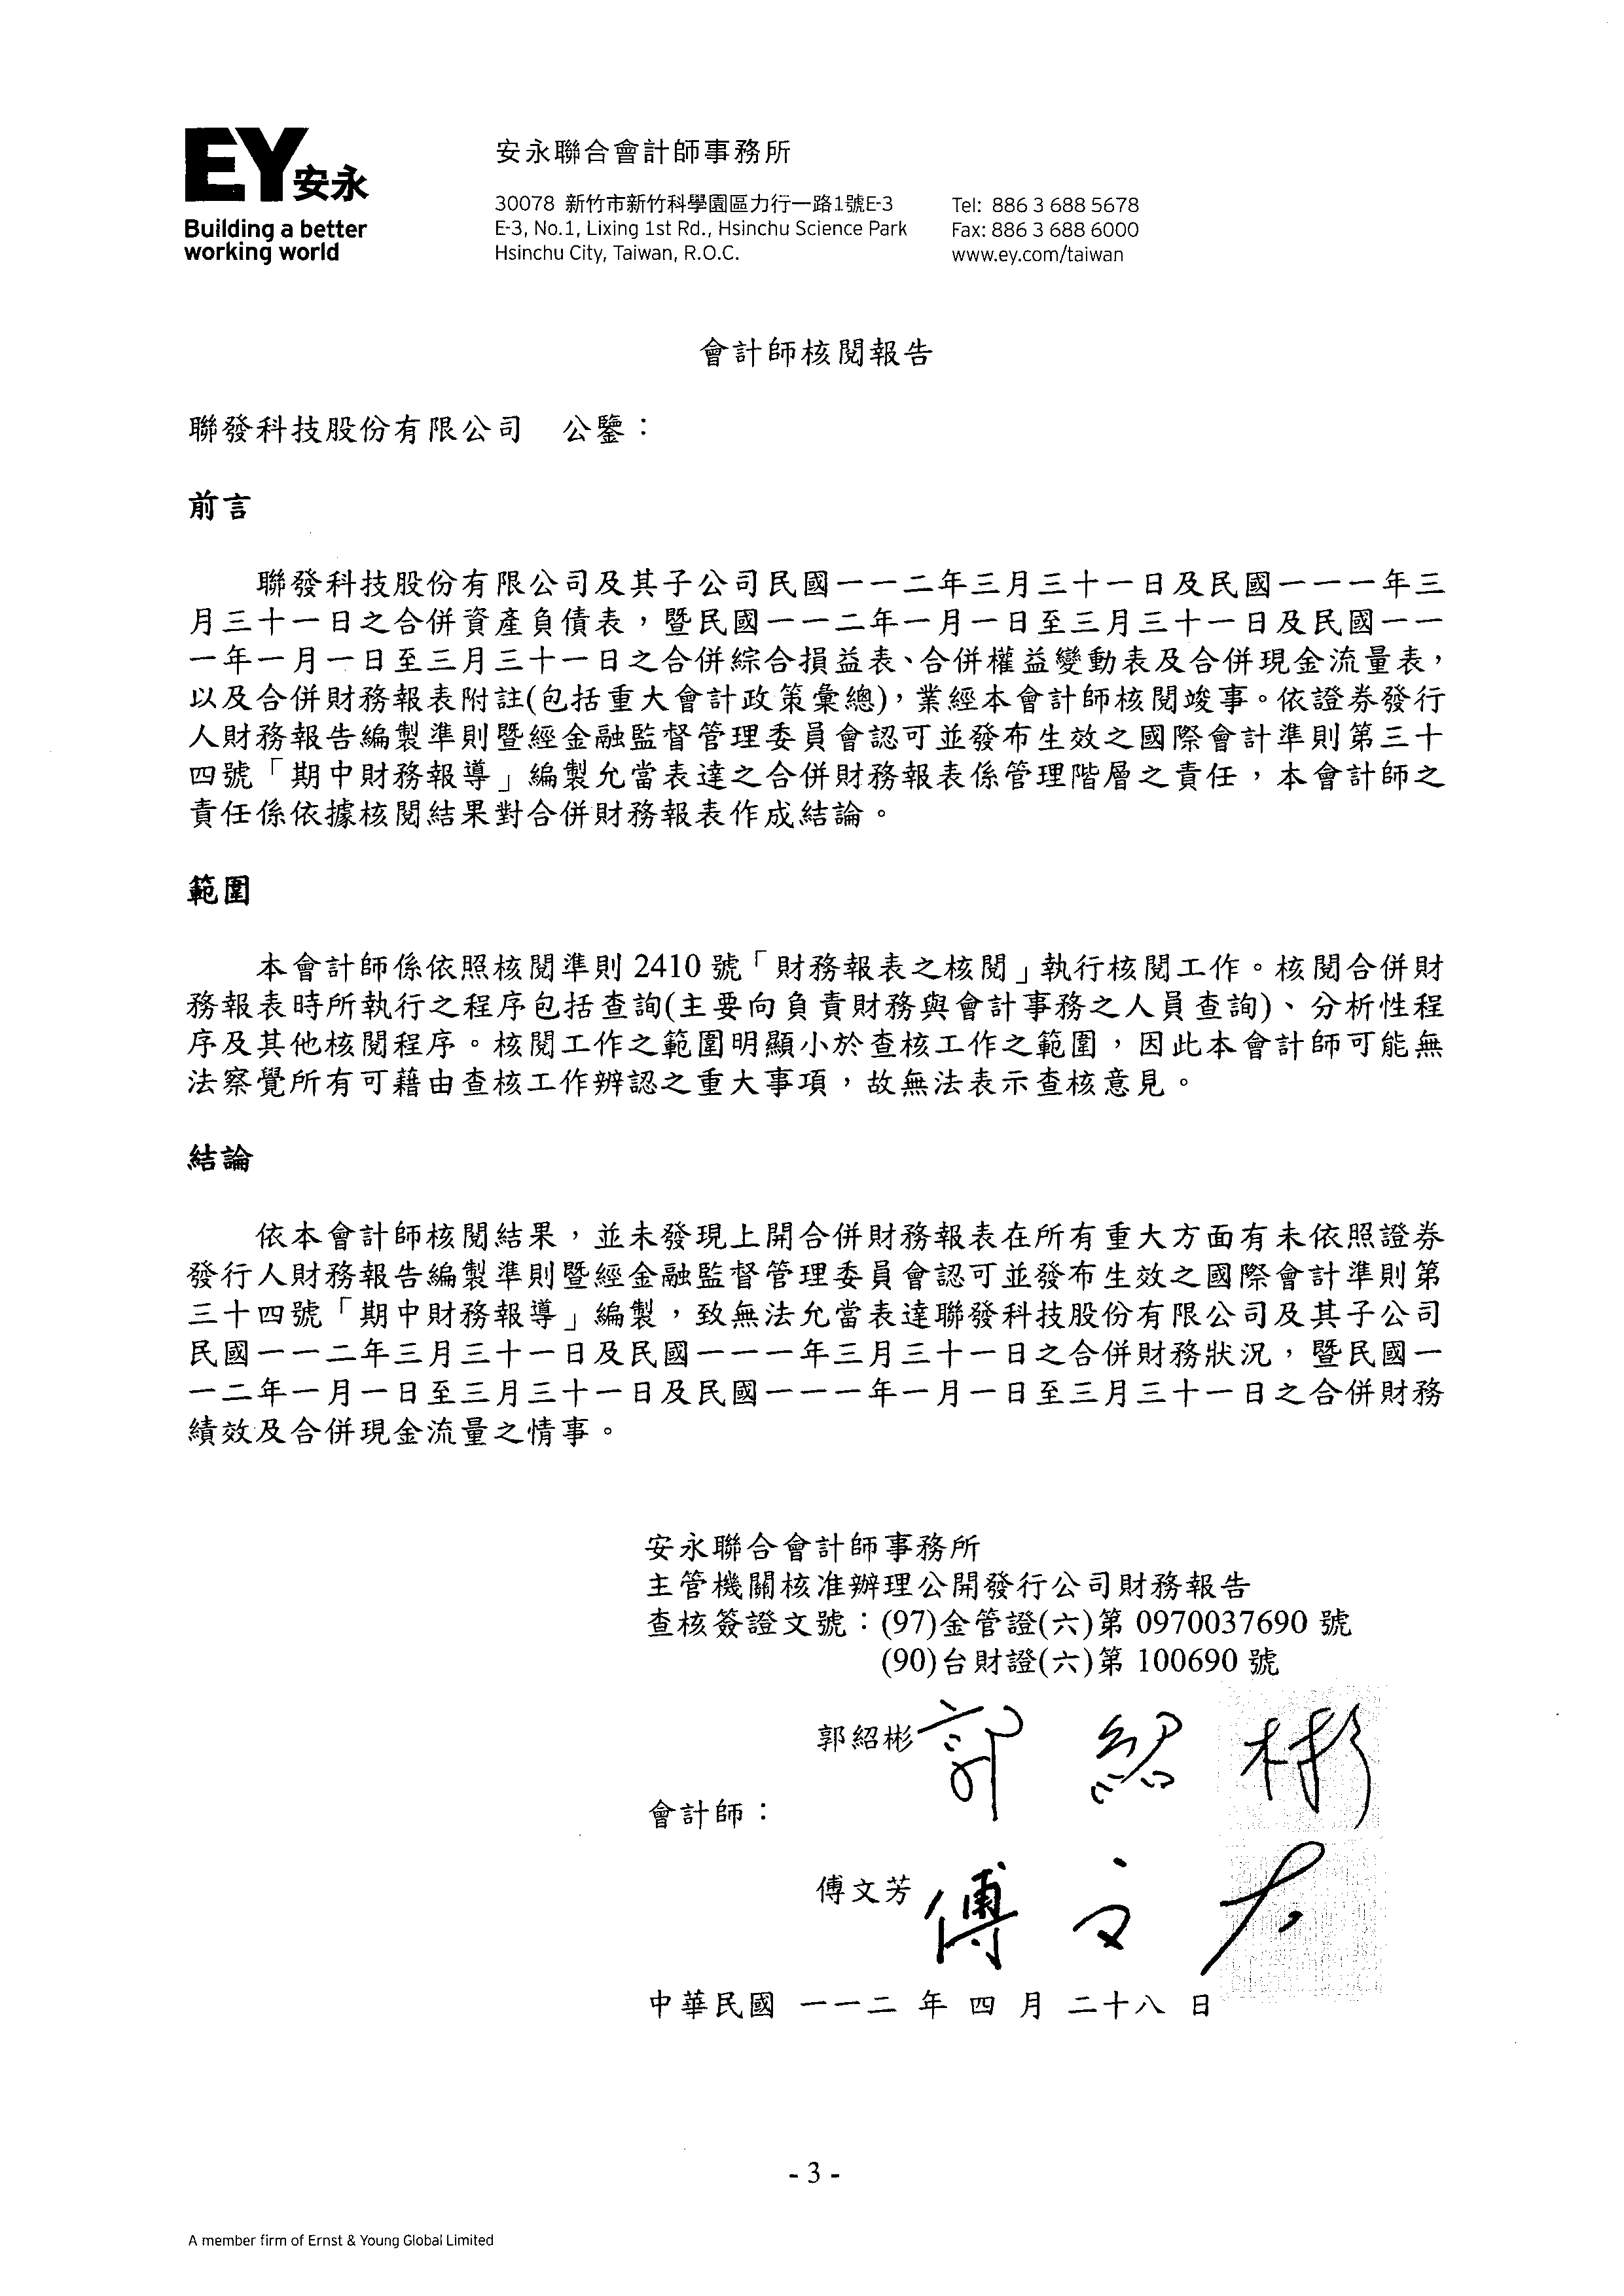 EY安永
Building a better
working world
安永聯合會計師事務所
30078 新竹市新竹科學園區力行一路1號E-3
E-3, No.1, Lixing 1st Rd., Hsinchu Science Park
Hsinchu City, Taiwan, R.O.C.
Tel: 886 3 688 5678
Fax: 886 3 688 6000
www.ey.com/taiwan
會計師核閱報告
聯發科技股份有限公司 公鑒：
前言
聯發科技股份有限公司及其子公司民國一一二年三月三十一日及民國一一一年三
月三十一日之合併資產負債表，暨民國一一二年一月一日至三月三十一日及民國一一
一年一月一日至三月三十一日之合併綜合損益表、合併權益變動表及合併現金流量表，
以及合併財務報表附註(包括重大會計政策彙總)，業經本會計師核閱竣事。依證券發行
人財務報告編製準則暨經金融監督管理委員會認可並發布生效之國際會計準則第三十
四號「期中財務報導」編製允當表達之合併財務報表係管理階層之責任，本會計師之
責任係依據核閱結果對合併財務報表作成結論。
範圍
本會計師係依照核閱準則 2410 號「財務報表之核閱」執行核閱工作。核閱合併財
務報表時所執行之程序包括查詢(主要向負責財務與會計事務之人員查詢)、分析性程
序及其他核閱程序。核閱工作之範圍明顯小於查核工作之範圍，因此本會計師可能無
法察覺所有可藉由查核工作辨認之重大事項，故無法表示查核意見。
結論
依本會計師核閱結果，並未發現上開合併財務報表在所有重大方面有未依照證券
發行人財務報告編製準則暨經金融監督管理委員會認可並發布生效之國際會計準則第
三十四號「期中財務報導」編製，致無法允當表達聯發科技股份有限公司及其子公司
民國一一二年三月三十一日及民國一一一年三月三十一日之合併財務狀況，暨民國一
一二年一月一日至三月三十一日及民國一一一年一月一日至三月三十一日之合併財務
績效及合併現金流量之情事。
安永聯合會計師事務所
主管機關核准辦理公開發行公司財務報告
查核簽證文號：(97)金管證(六)第 0970037690 號
(90)台財證(六)第 100690 號
郭紹彬 郭紹彬
會計師：
傅文芳 傅文芳
中華民國 一一二 年 四 月 二十八 日
- 3 -
A member firm of Ernst & Young Global Limited